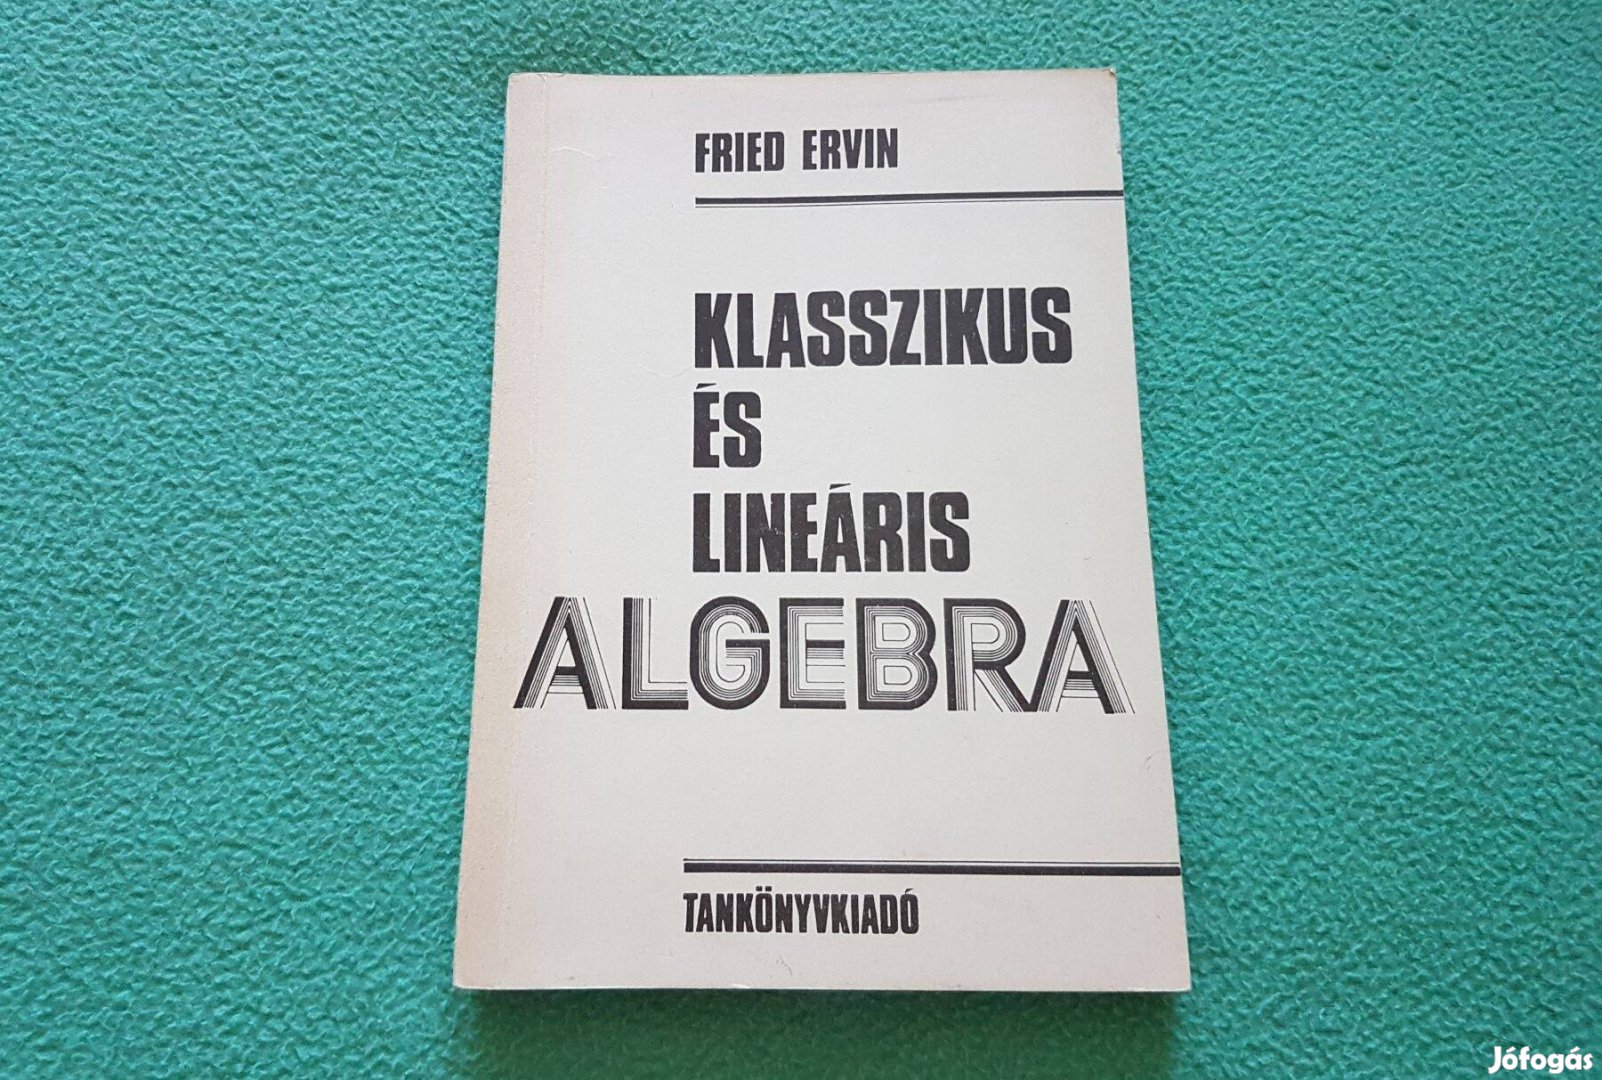 FRIED ERVIN
KLASSZIKUS
ÉS
LINEÁRIS
ALGEBRA
TANKÖNYVKIADÓ
Jófogás